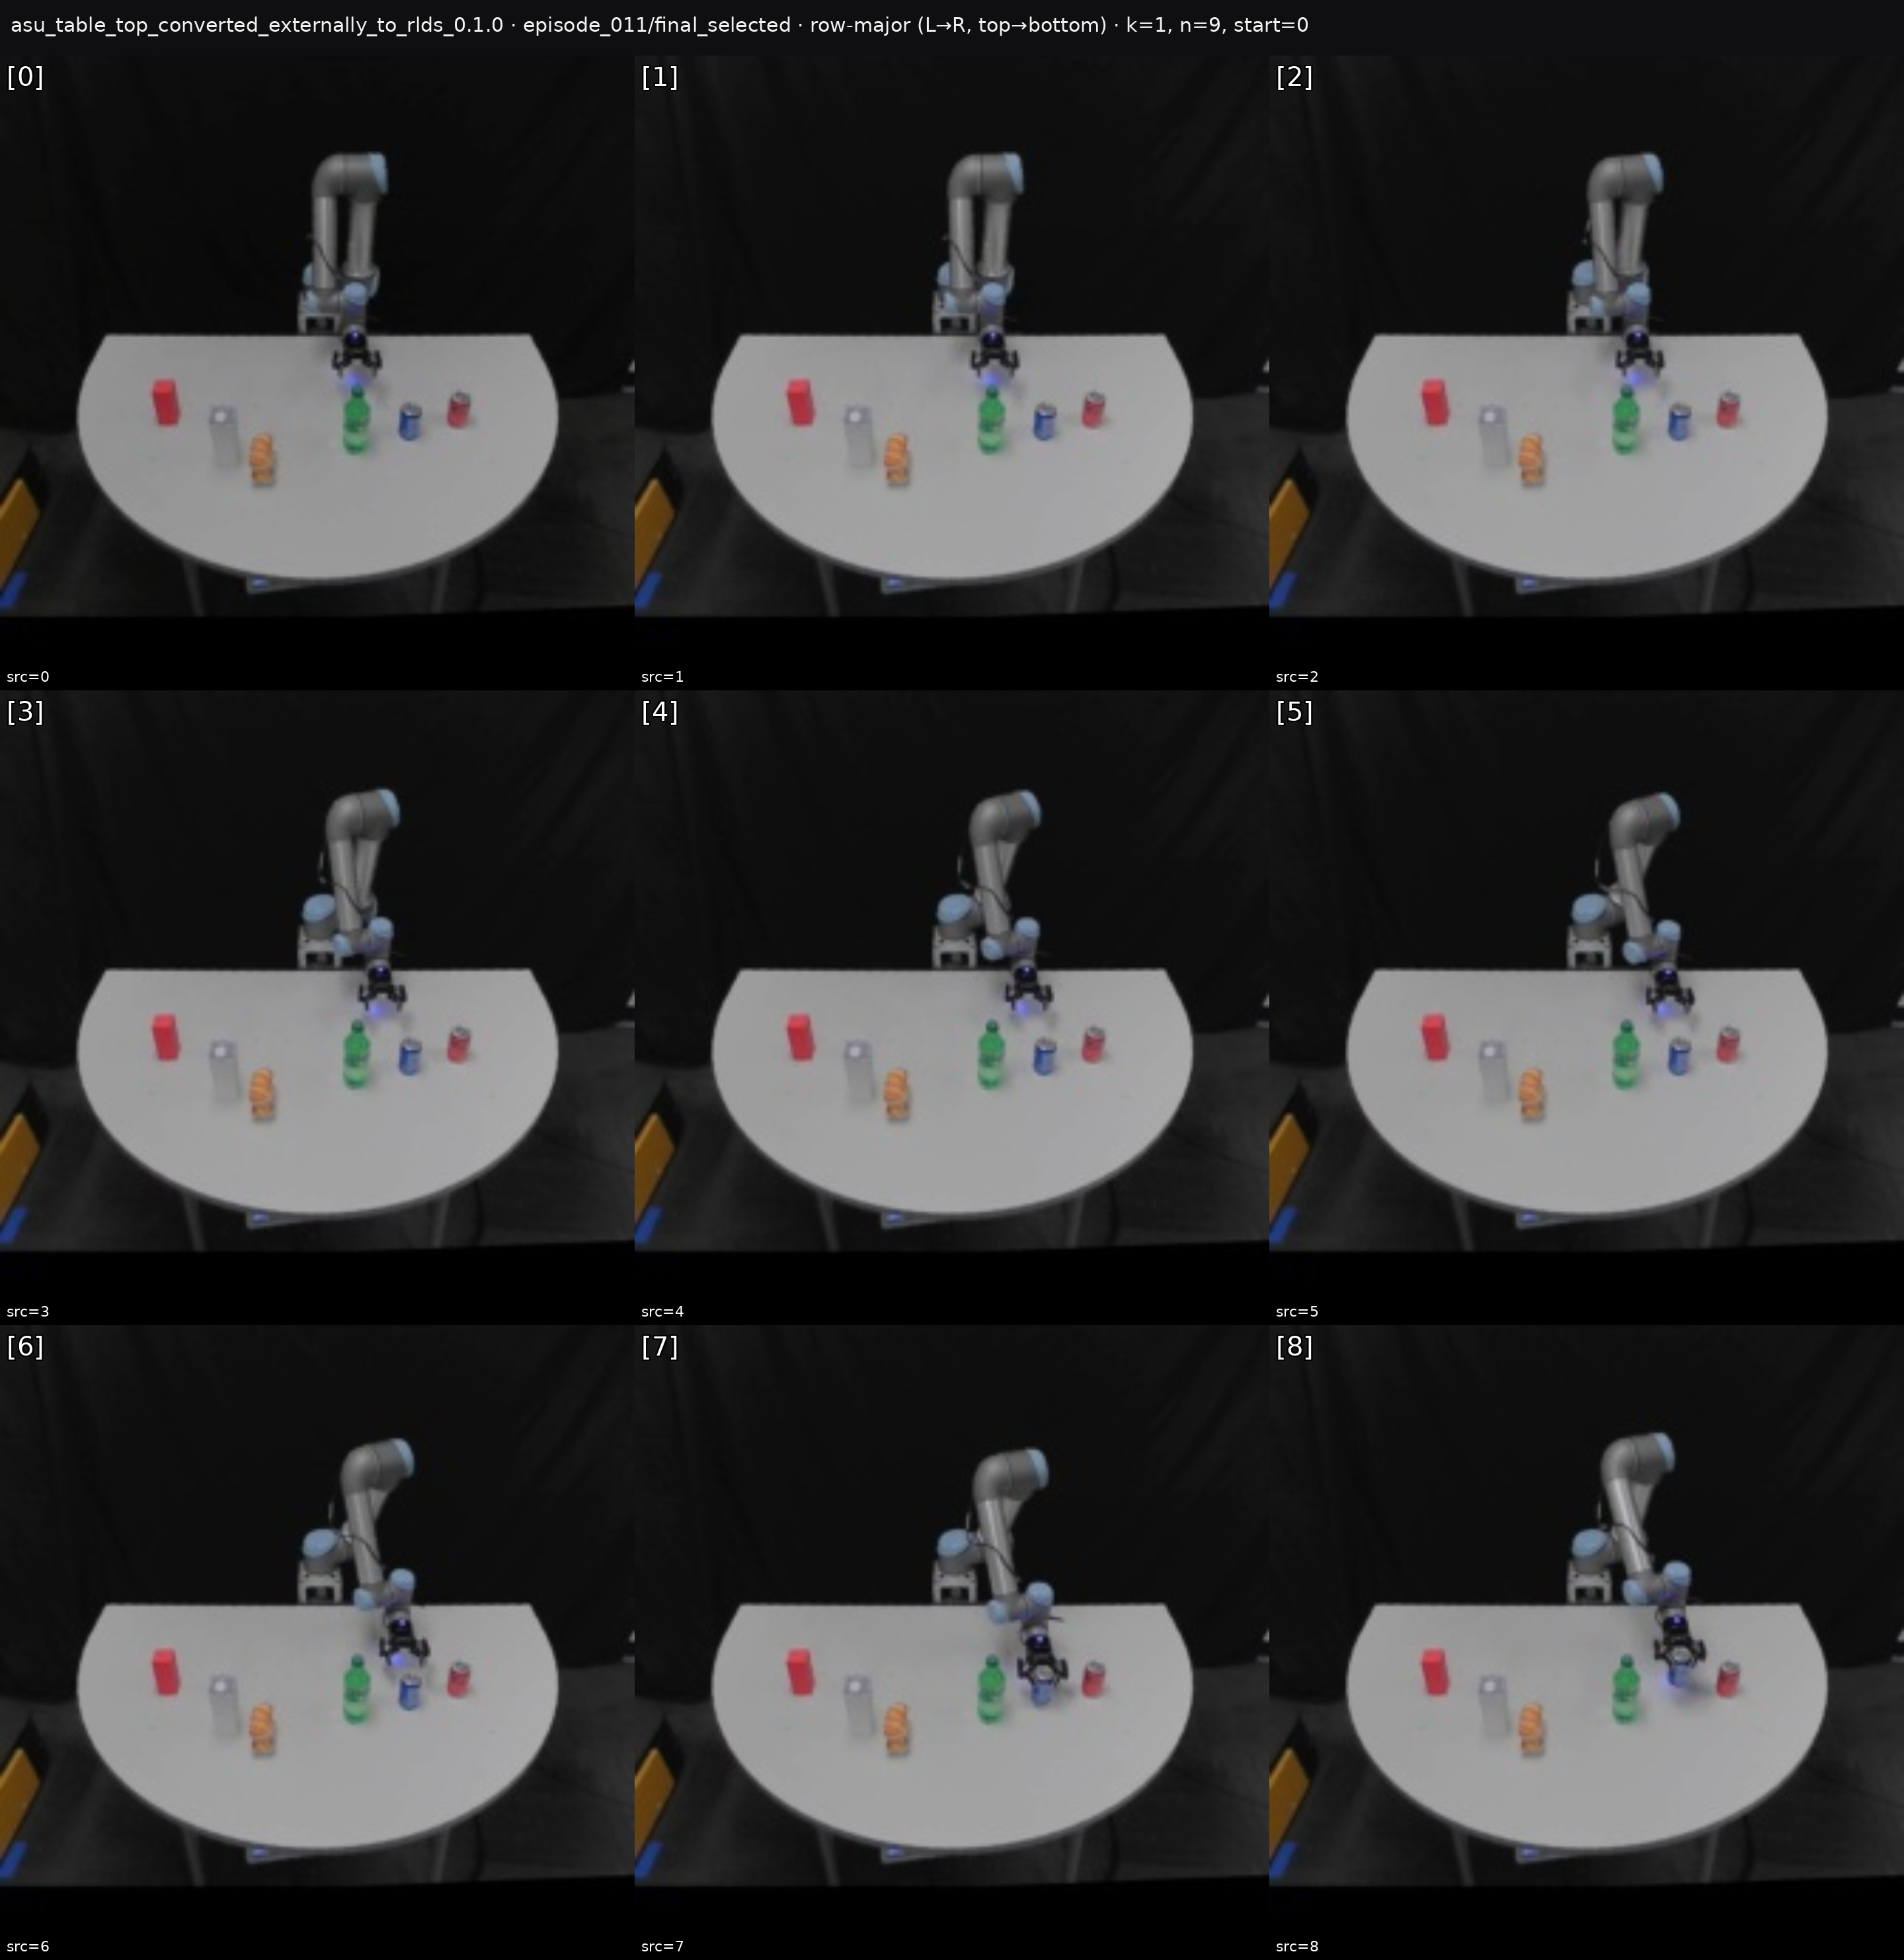 asu_table_top_converted_externally_to_rlds_0.1.0 · episode_011/final_selected · row-major (L→R, top→bottom) · k=1, n=9, start=0
[0]
[1]
[2]
src=0
src=1
src=2
[3]
[4]
[5]
src=3
src=4
src=5
[6]
[7]
[8]
src=6
src=7
src=8